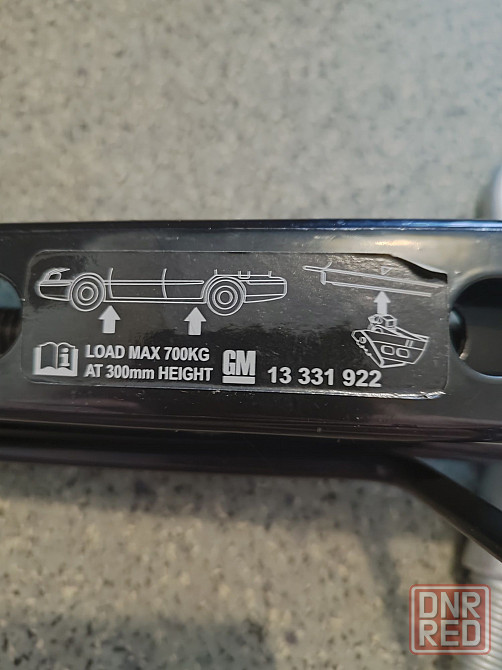 LOAD MAX 700KG
AT 300mm HEIGHT
GM
13 331 922
DNR
RED